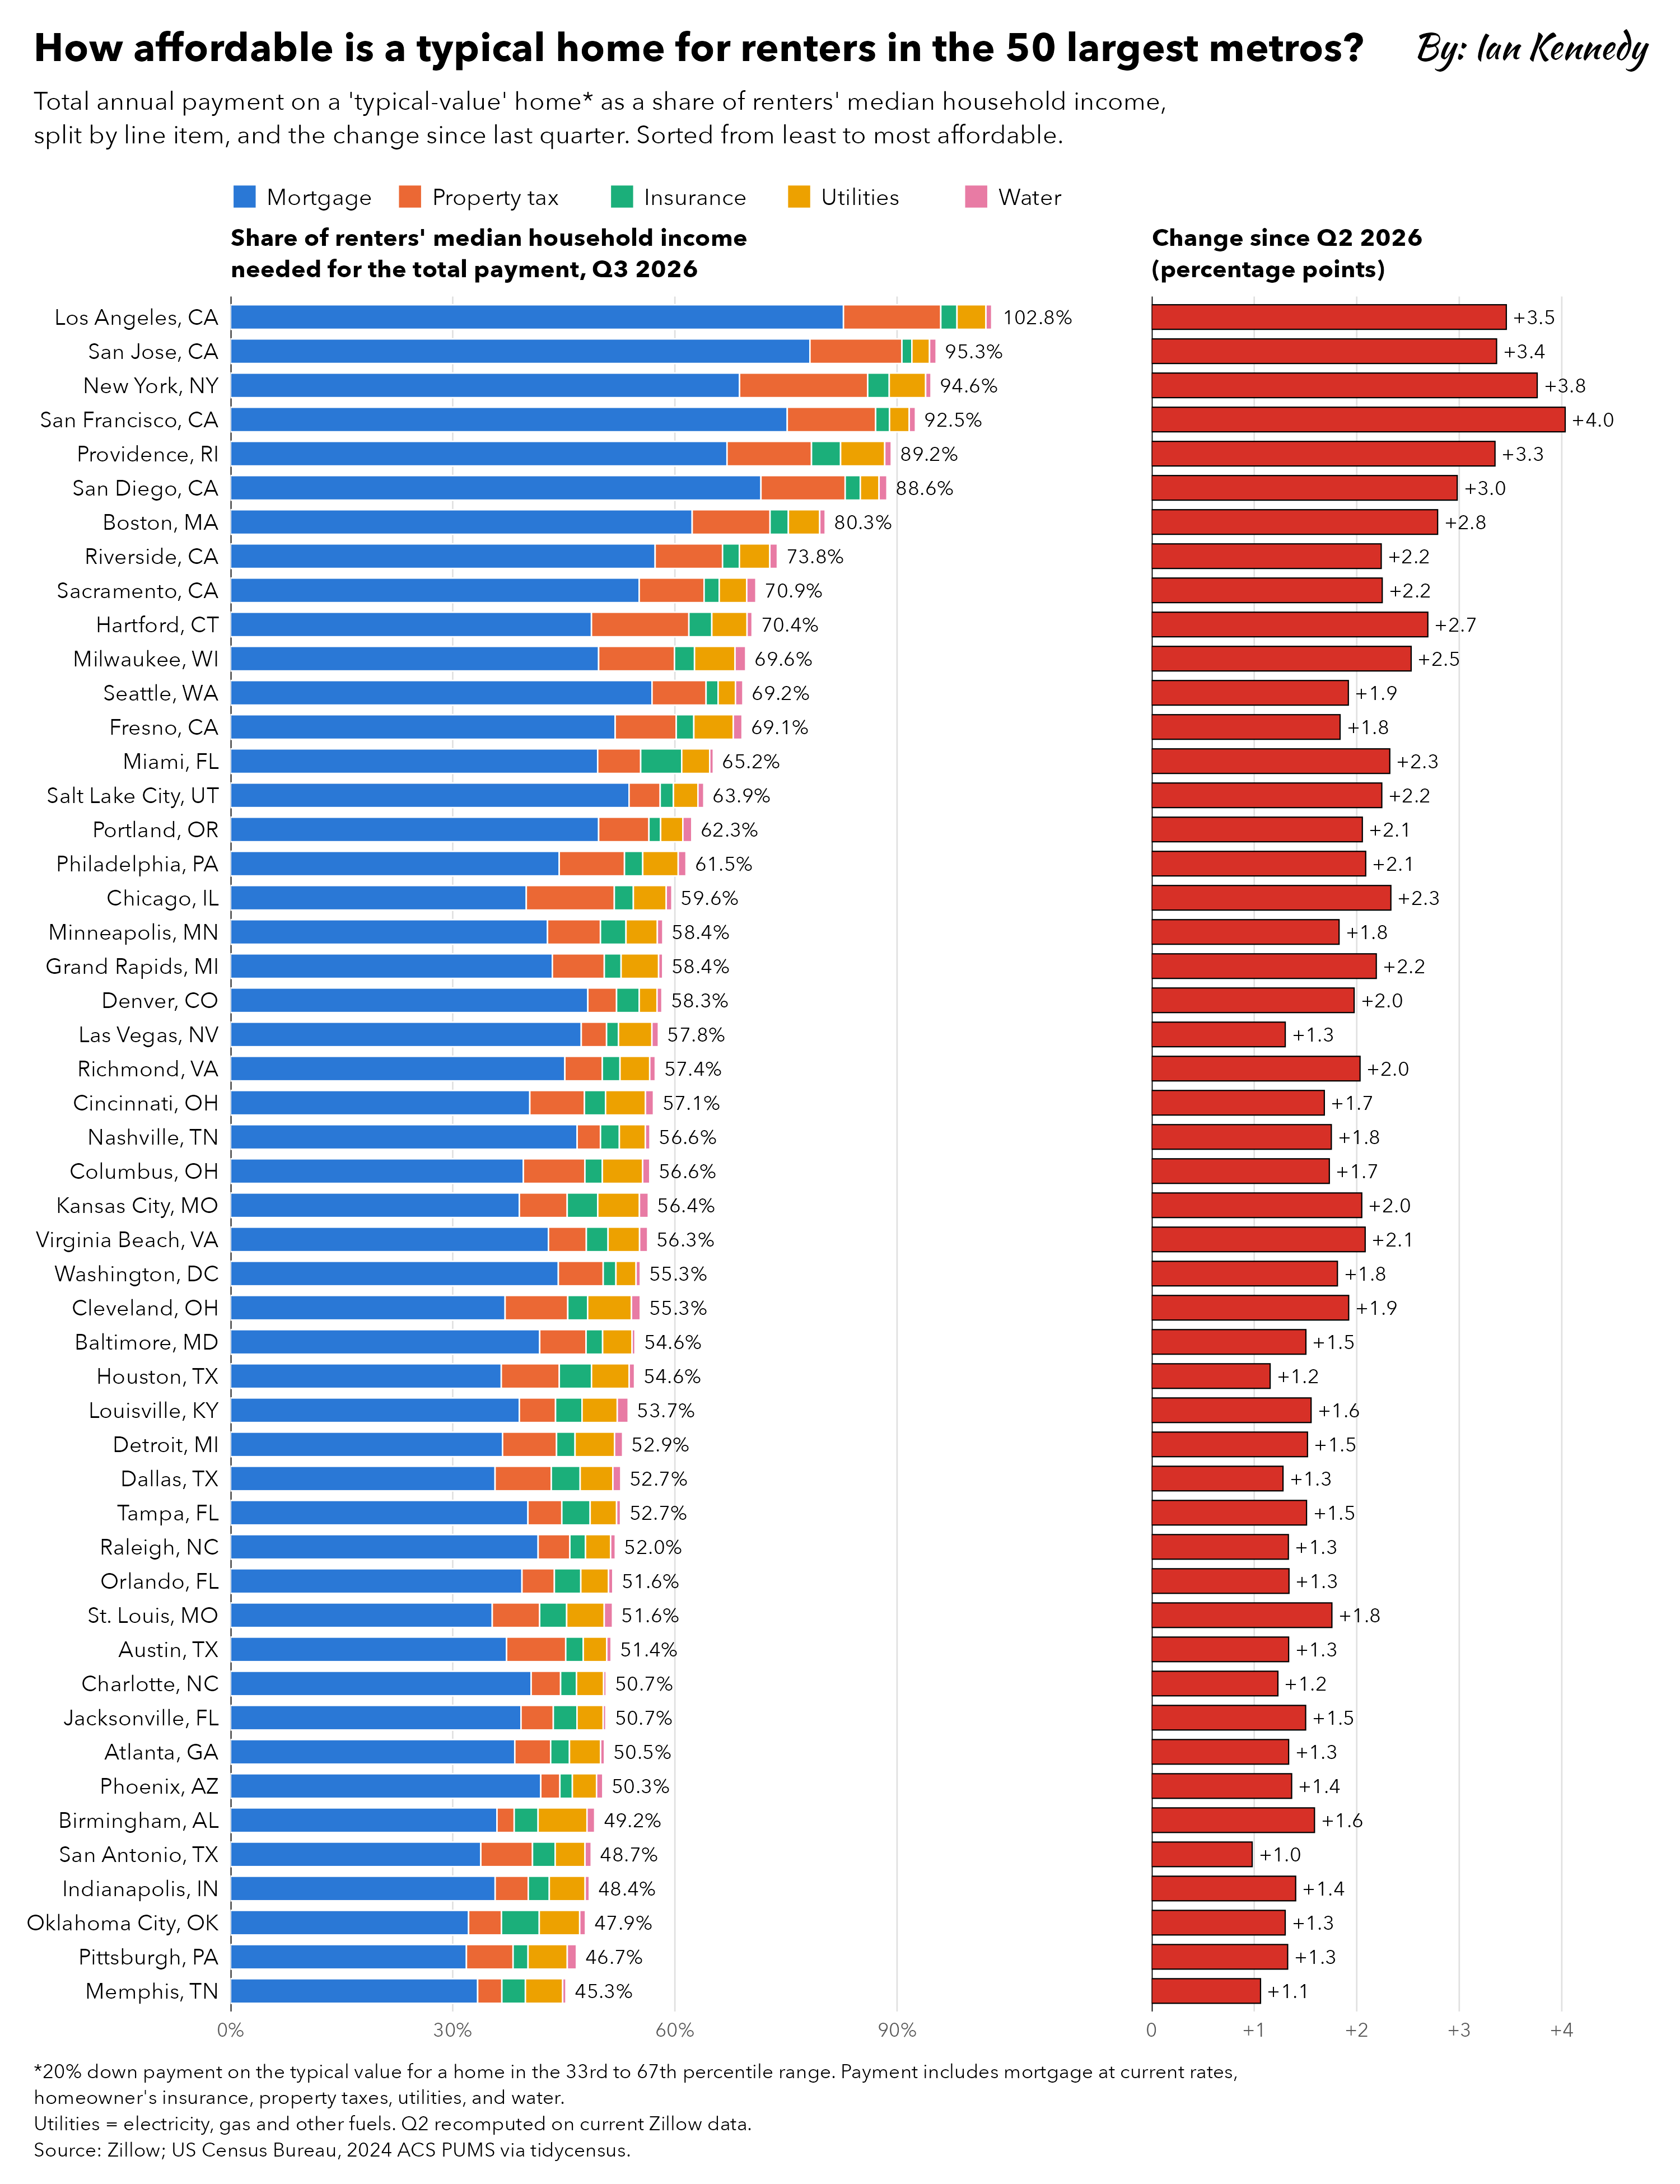 How affordable is a typical home for renters in the 50 largest metros?
By: Ian Kennedy
Total annual payment on a 'typical-value' home* as a share of renters' median household income,
split by line item, and the change since last quarter. Sorted from least to most affordable.
Mortgage Property tax Insurance Utilities Water
Share of renters' median household income
needed for the total payment, Q3 2026
Change since Q2 2026
(percentage points)
Los Angeles, CA 102.8% +3.5
San Jose, CA 95.3% +3.4
New York, NY 94.6% +3.8
San Francisco, CA 92.5% +4.0
Providence, RI 89.2% +3.3
San Diego, CA 88.6% +3.0
Boston, MA 80.3% +2.8
Riverside, CA 73.8% +2.2
Sacramento, CA 70.9% +2.2
Hartford, CT 70.4% +2.7
Milwaukee, WI 69.6% +2.5
Seattle, WA 69.2% +1.9
Fresno, CA 69.1% +1.8
Miami, FL 65.2% +2.3
Salt Lake City, UT 63.9% +2.2
Portland, OR 62.3% +2.1
Philadelphia, PA 61.5% +2.1
Chicago, IL 59.6% +2.3
Minneapolis, MN 58.4% +1.8
Grand Rapids, MI 58.4% +2.2
Denver, CO 58.3% +2.0
Las Vegas, NV 57.8% +1.3
Richmond, VA 57.4% +2.0
Cincinnati, OH 57.1% +1.7
Nashville, TN 56.6% +1.8
Columbus, OH 56.6% +1.7
Kansas City, MO 56.4% +2.0
Virginia Beach, VA 56.3% +2.1
Washington, DC 55.3% +1.8
Cleveland, OH 55.3% +1.9
Baltimore, MD 54.6% +1.5
Houston, TX 54.6% +1.2
Louisville, KY 53.7% +1.6
Detroit, MI 52.9% +1.5
Dallas, TX 52.7% +1.3
Tampa, FL 52.7% +1.5
Raleigh, NC 52.0% +1.3
Orlando, FL 51.6% +1.3
St. Louis, MO 51.6% +1.8
Austin, TX 51.4% +1.3
Charlotte, NC 50.7% +1.2
Jacksonville, FL 50.7% +1.5
Atlanta, GA 50.5% +1.3
Phoenix, AZ 50.3% +1.4
Birmingham, AL 49.2% +1.6
San Antonio, TX 48.7% +1.0
Indianapolis, IN 48.4% +1.4
Oklahoma City, OK 47.9% +1.3
Pittsburgh, PA 46.7% +1.3
Memphis, TN 45.3% +1.1
0% 30% 60% 90% 0 +1 +2 +3 +4
*20% down payment on the typical value for a home in the 33rd to 67th percentile range. Payment includes mortgage at current rates,
homeowner's insurance, property taxes, utilities, and water.
Utilities = electricity, gas and other fuels. Q2 recomputed on current Zillow data.
Source: Zillow; US Census Bureau, 2024 ACS PUMS via tidycensus.